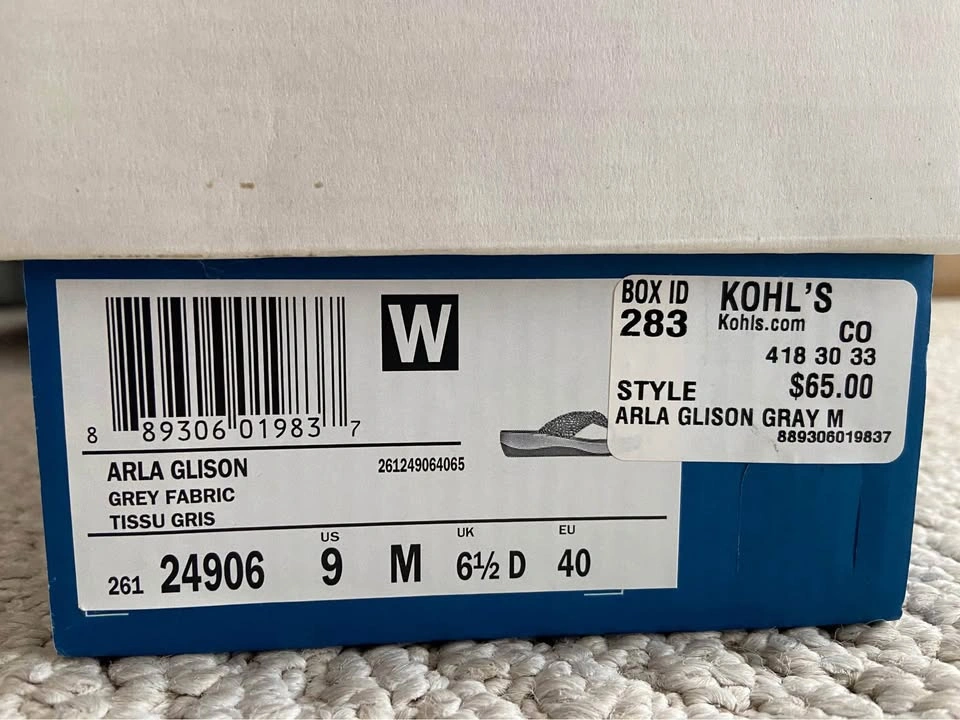 W
8 89306 01983 7
ARLA GLISON
261249064065
GREY FABRIC
TISSU GRIS
US
UK
EU
261 24906 9 M 6½ D 40
BOX ID KOHL'S
283 Kohls.com CO
418 30 33
STYLE $65.00
ARLA GLISON GRAY M
889306019837